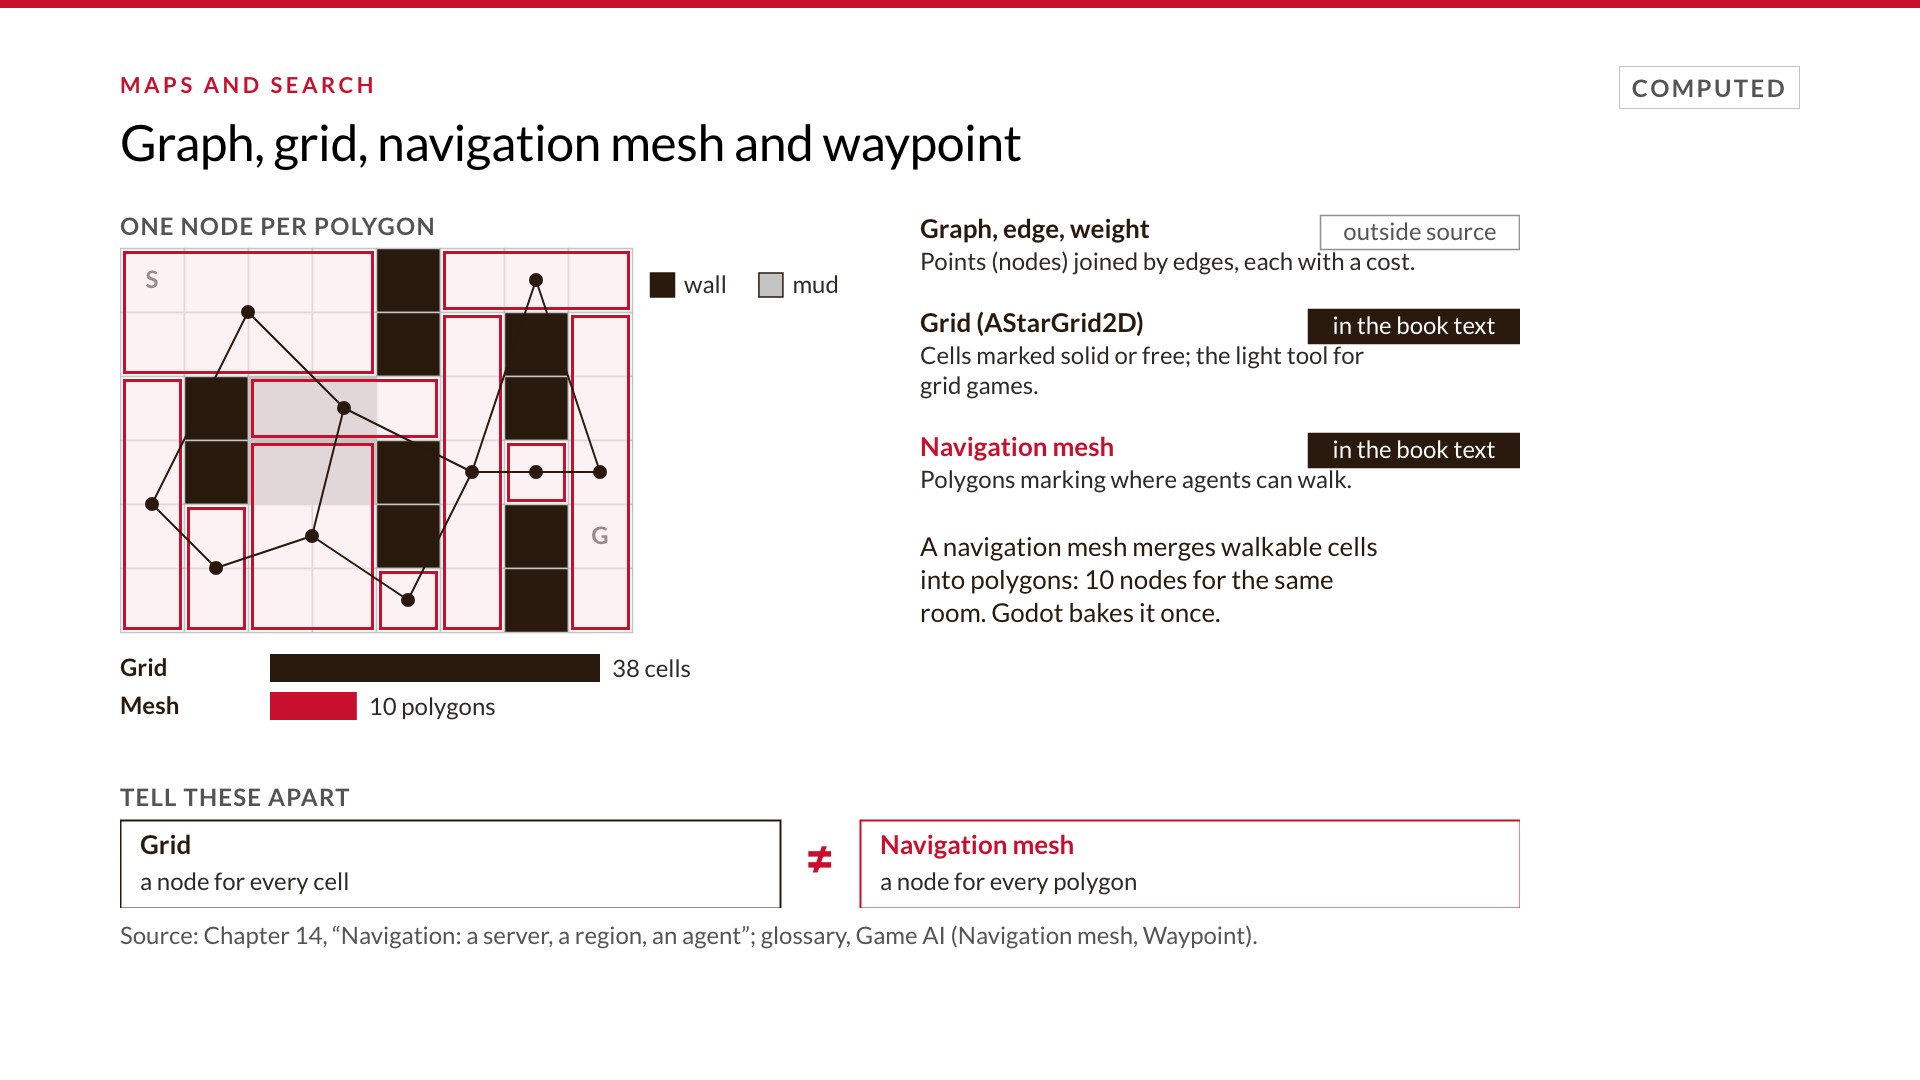 MAPS AND SEARCH
COMPUTED
Graph, grid, navigation mesh and waypoint
ONE NODE PER POLYGON
S
G
wall
mud
Grid
38 cells
Mesh
10 polygons
Graph, edge, weight
outside source
Points (nodes) joined by edges, each with a cost.
Grid (AStarGrid2D)
in the book text
Cells marked solid or free; the light tool for
grid games.
Navigation mesh
in the book text
Polygons marking where agents can walk.
A navigation mesh merges walkable cells
into polygons: 10 nodes for the same
room. Godot bakes it once.
TELL THESE APART
Grid
a node for every cell
≠
Navigation mesh
a node for every polygon
Source: Chapter 14, “Navigation: a server, a region, an agent”; glossary, Game AI (Navigation mesh, Waypoint).